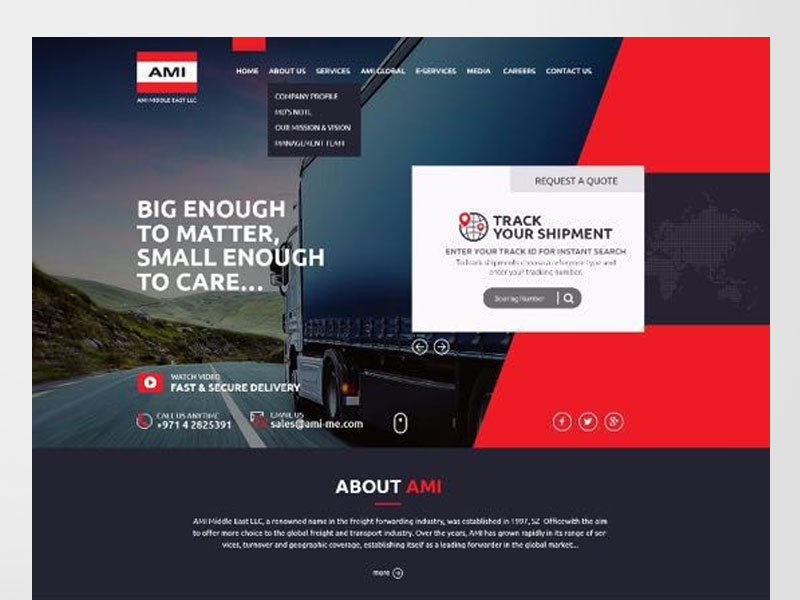 AMI
AMI MIDDLE EAST LLC
HOME ABOUT US SERVICES AMI GLOBAL E-SERVICES MEDIA CAREERS CONTACT US
COMPANY PROFILE
MD'S NOTE
OUR MISSION & VISION
MANAGEMENT TEAM
REQUEST A QUOTE
BIG ENOUGH
TO MATTER,
SMALL ENOUGH
TO CARE...
TRACK
YOUR SHIPMENT
ENTER YOUR TRACK ID FOR INSTANT SEARCH
To track shipments choose a reference type and
enter your tracking number.
Number
WATCH VIDEO
FAST & SECURE DELIVERY
CALL US ANYTIME
+971 4 2825391
EMAIL US
sales@ami-me.com
ABOUT AMI
AMI Middle East LLC, a renowned name in the freight forwarding industry, was established in 1997, SZ Officewith the aim
to offer more choice to the global freight and transport industry. Over the years, AMI has grown rapidly in its range of ser-
vices, turnover and geographic coverage, establishing itself as a leading forwarder in the global market...
more